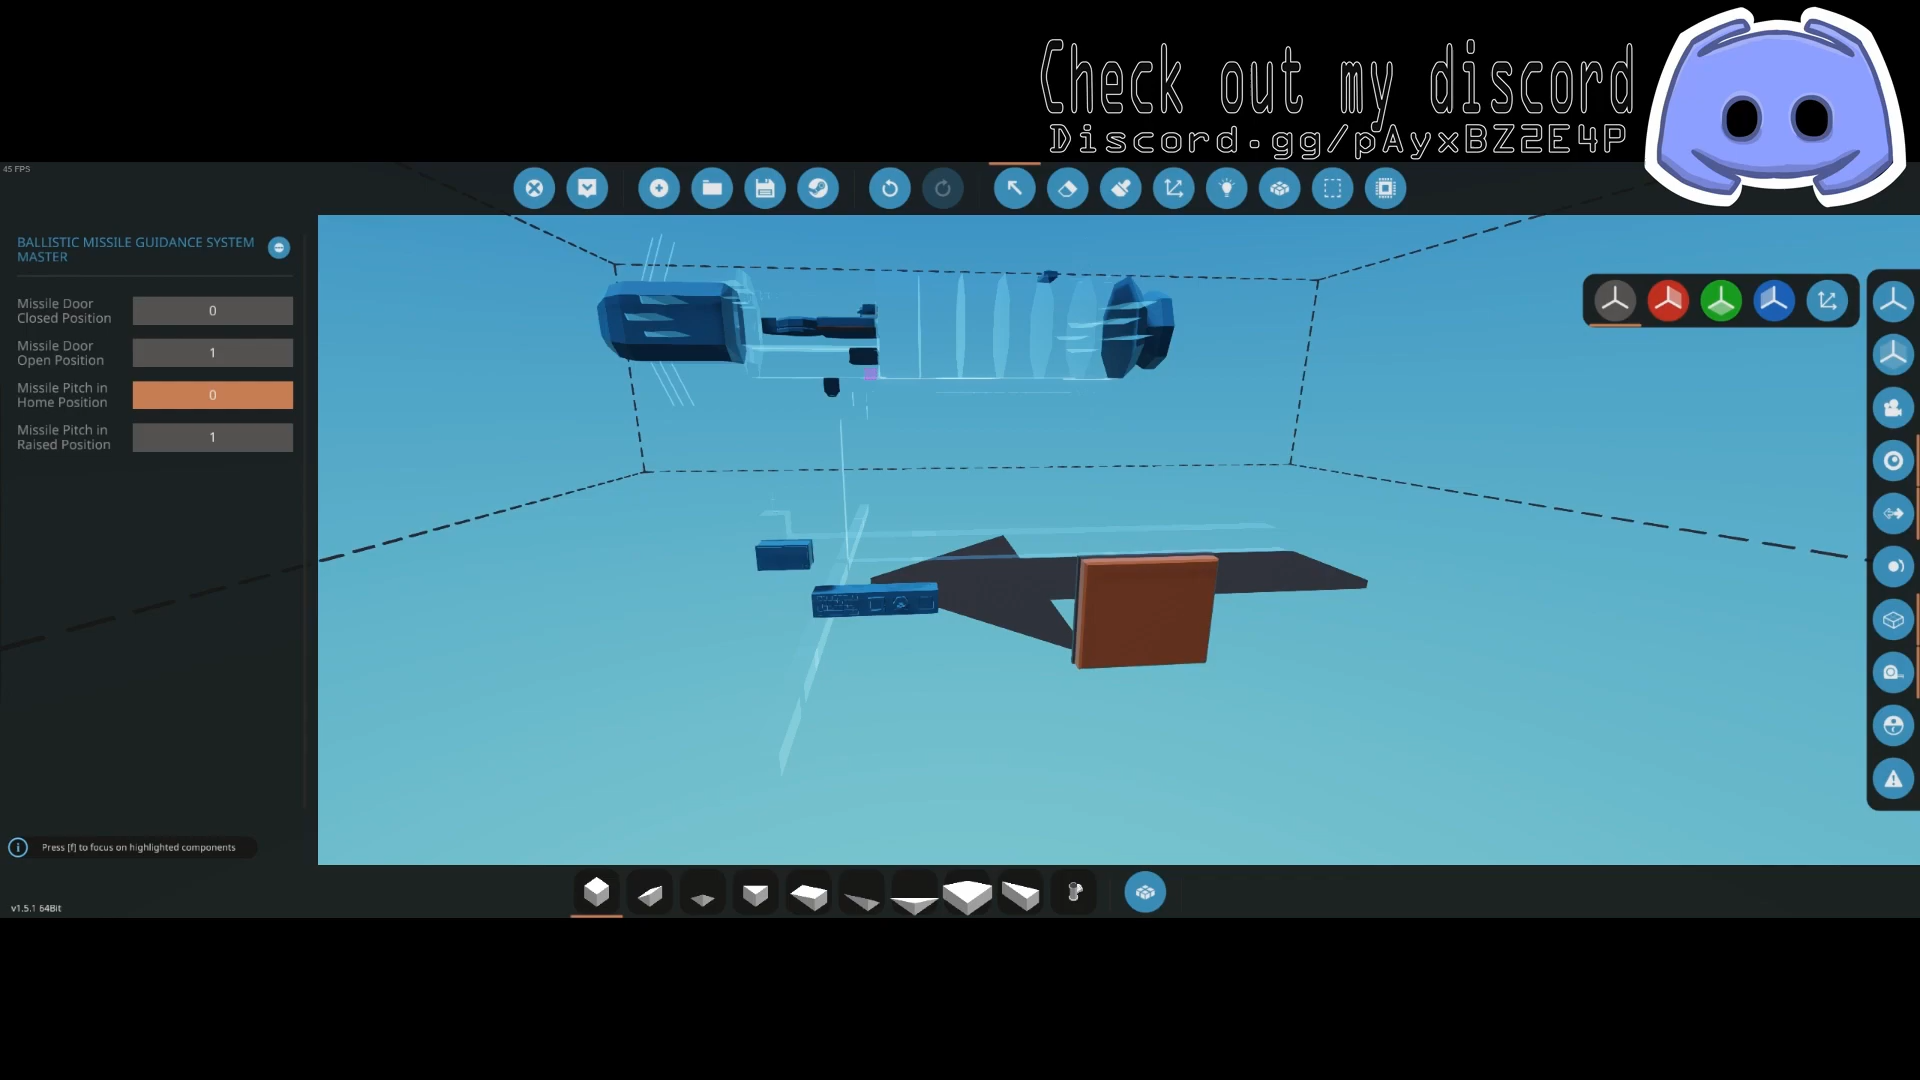 Check out my discord
Discord.gg/pAyxBZ2E4P
45 FPS
BALLISTIC MISSILE GUIDANCE SYSTEM
MASTER
Missile Door
Closed Position
0
Missile Door
Open Position
1
Missile Pitch in
Home Position
0
Missile Pitch in
Raised Position
1
Press [f] to focus on highlighted components
v1.5.1 64Bit